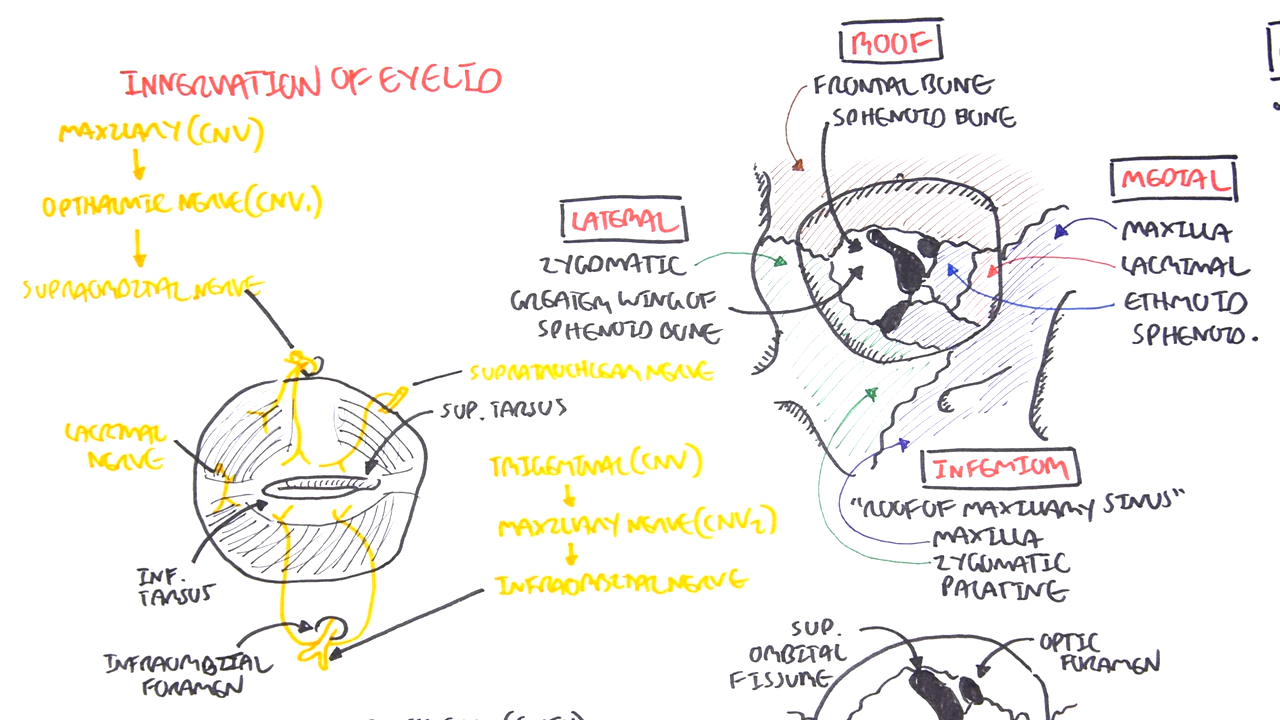 INNERVATION OF EYELID
MAXILLARY (CNV)
OPTHALMIC NERVE (CNV₁)
SUPRAORBITAL NERVE
LACRIMAL
NERVE
INF.
TARSUS
INFRAORBITAL
FORAMEN
SUPRATROCHLEAR NERVE
SUP. TARSUS
TRIGEMINAL (CNV)
MAXILLARY NERVE (CNV₂)
INFRAORBITAL NERVE
ROOF
FRONTAL BONE
SPHENOID BONE
LATERAL
ZYGOMATIC
GREATER WING OF
SPHENOID BONE
MEDIAL
MAXILLA
LACRIMAL
ETHMOID
SPHENOID.
INFERIOR
"ROOF OF MAXILLARY SINUS"
MAXILLA
ZYGOMATIC
PALATINE
SUP.
ORBITAL
FISSURE
OPTIC
FORAMEN